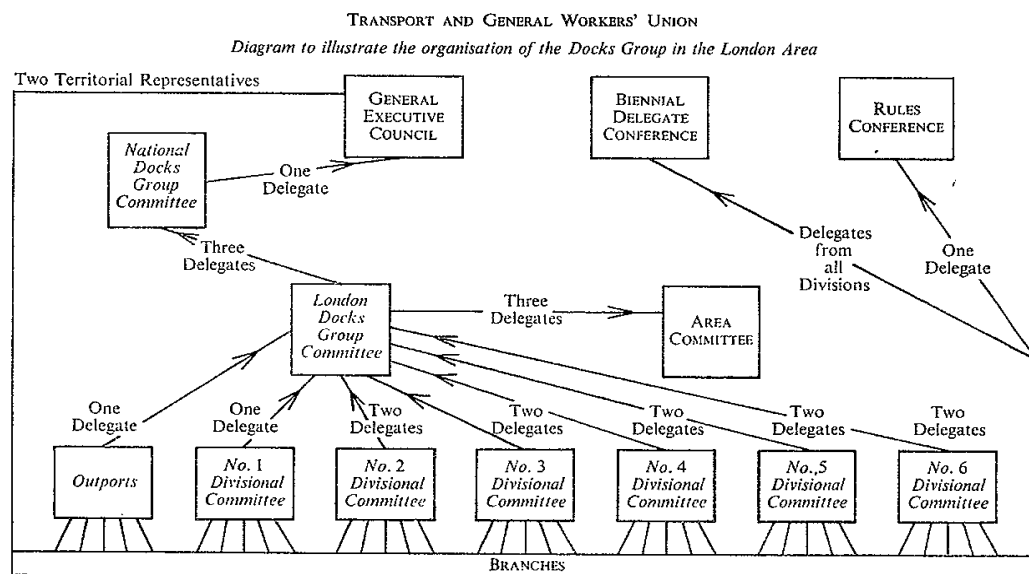 TRANSPORT AND GENERAL WORKERS' UNION
Diagram to illustrate the organisation of the Docks Group in the London Area
Two Territorial Representatives
GENERAL
EXECUTIVE
COUNCIL
BIENNIAL
DELEGATE
CONFERENCE
RULES
CONFERENCE
National
Docks
Group
Committee
One
Delegate
Three
Delegates
Delegates
from
all
Divisions
One
Delegate
London
Docks
Group
Committee
Three
Delegates
AREA
COMMITTEE
One
Delegate
One
Delegate
Two
Delegates
Two
Delegates
Two
Delegates
Two
Delegates
Two
Delegates
Outports
No. 1
Divisional
Committee
No. 2
Divisional
Committee
No. 3
Divisional
Committee
No. 4
Divisional
Committee
No. 5
Divisional
Committee
No. 6
Divisional
Committee
BRANCHES